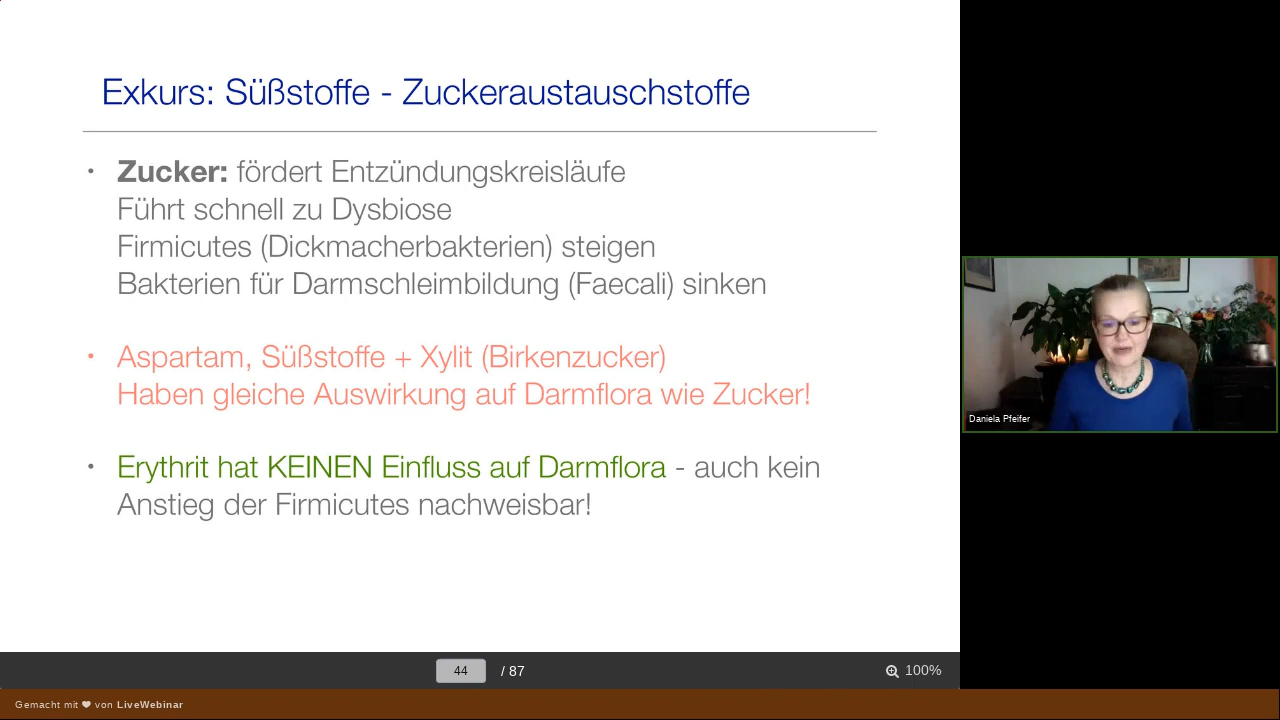 Exkurs: Süßstoffe - Zuckeraustauschstoffe
• Zucker: fördert Entzündungskreisläufe
Führt schnell zu Dysbiose
Firmicutes (Dickmacherbakterien) steigen
Bakterien für Darmschleimbildung (Faecali) sinken
• Aspartam, Süßstoffe + Xylit (Birkenzucker)
Haben gleiche Auswirkung auf Darmflora wie Zucker!
• Erythrit hat KEINEN Einfluss auf Darmflora - auch kein
Anstieg der Firmicutes nachweisbar!
Daniela Pfeifer
44 / 87
100%
Gemacht mit ❤ von LiveWebinar